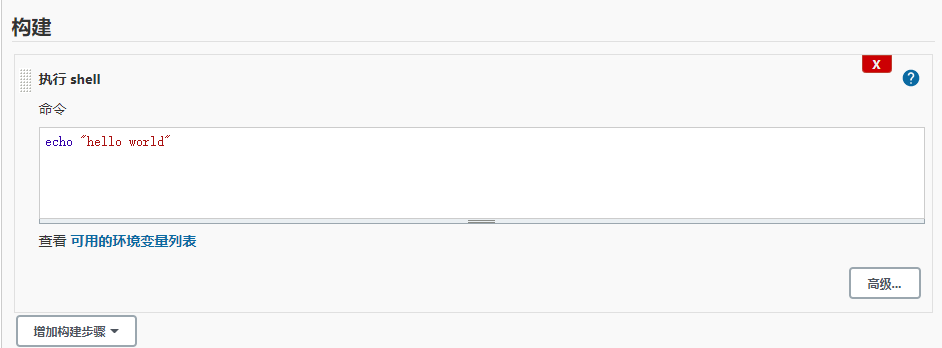 构建
执行 shell
X
?
命令
echo "hello world"
查看 可用的环境变量列表
高级...
增加构建步骤